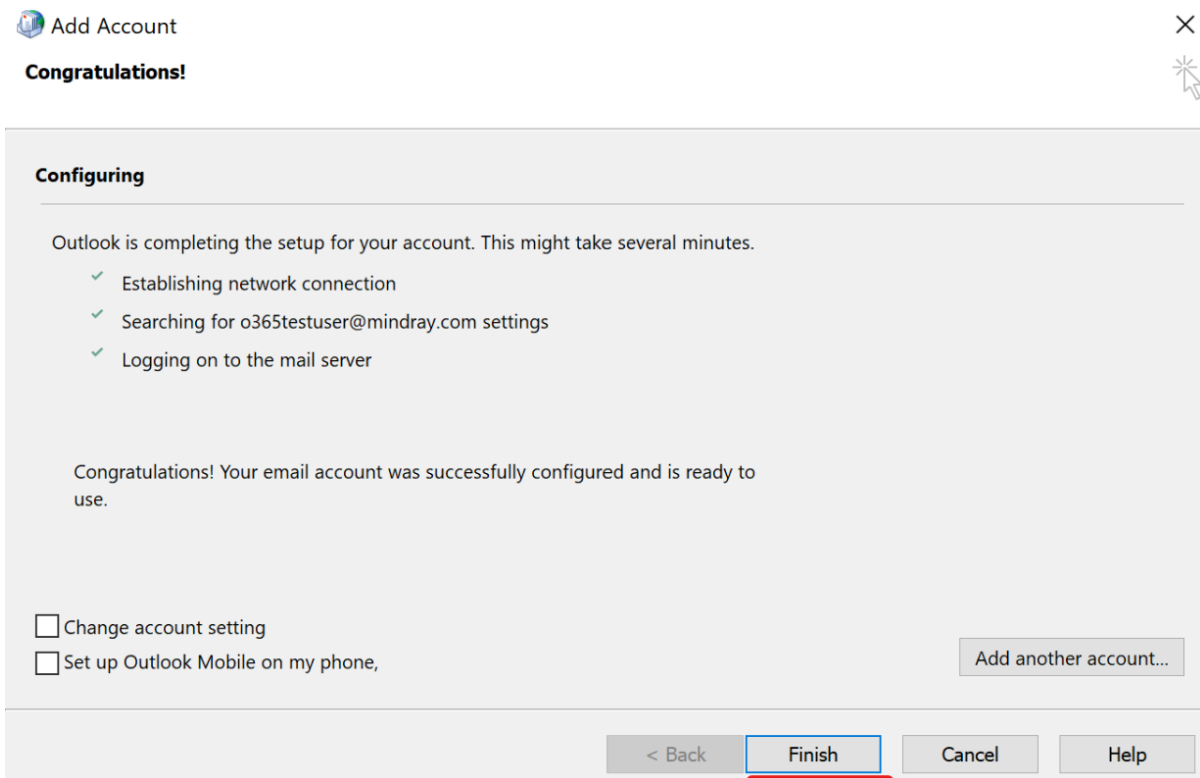 Add Account
Congratulations!
Configuring
Outlook is completing the setup for your account. This might take several minutes.
Establishing network connection
Searching for o365testuser@mindray.com settings
Logging on to the mail server
Congratulations! Your email account was successfully configured and is ready to
use.
Change account setting
Set up Outlook Mobile on my phone,
Add another account...
< Back
Finish
Cancel
Help